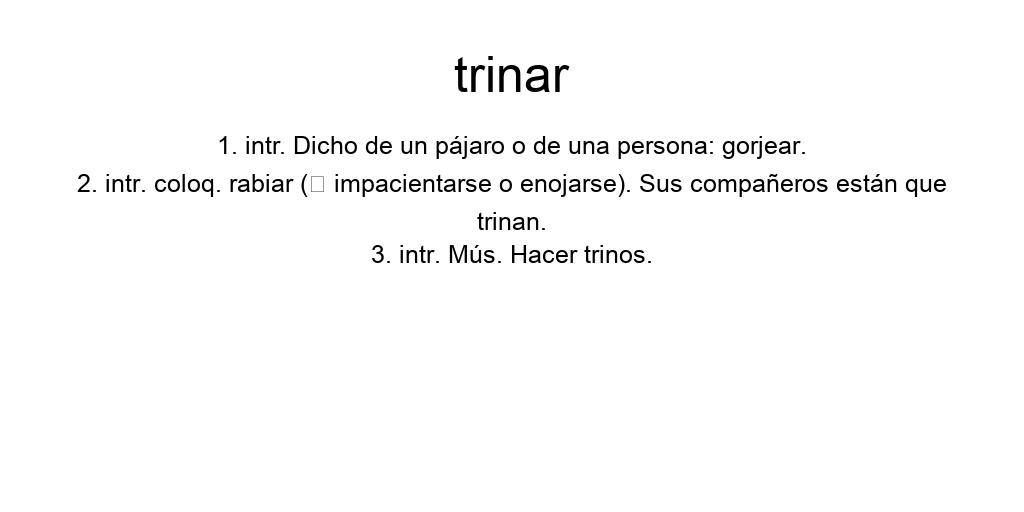 trinar
1. intr. Dicho de un pájaro o de una persona: gorjear.
2. intr. coloq. rabiar (□ impacientarse o enojarse). Sus compañeros están que
trinan.
3. intr. Mús. Hacer trinos.